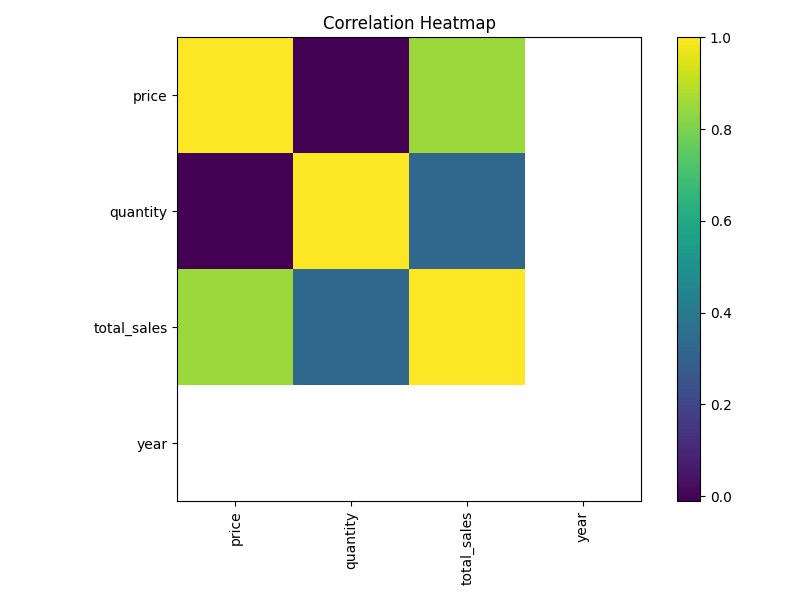 Correlation Heatmap
price
quantity
total_sales
year
price
quantity
total_sales
year
1.0
0.8
0.6
0.4
0.2
0.0